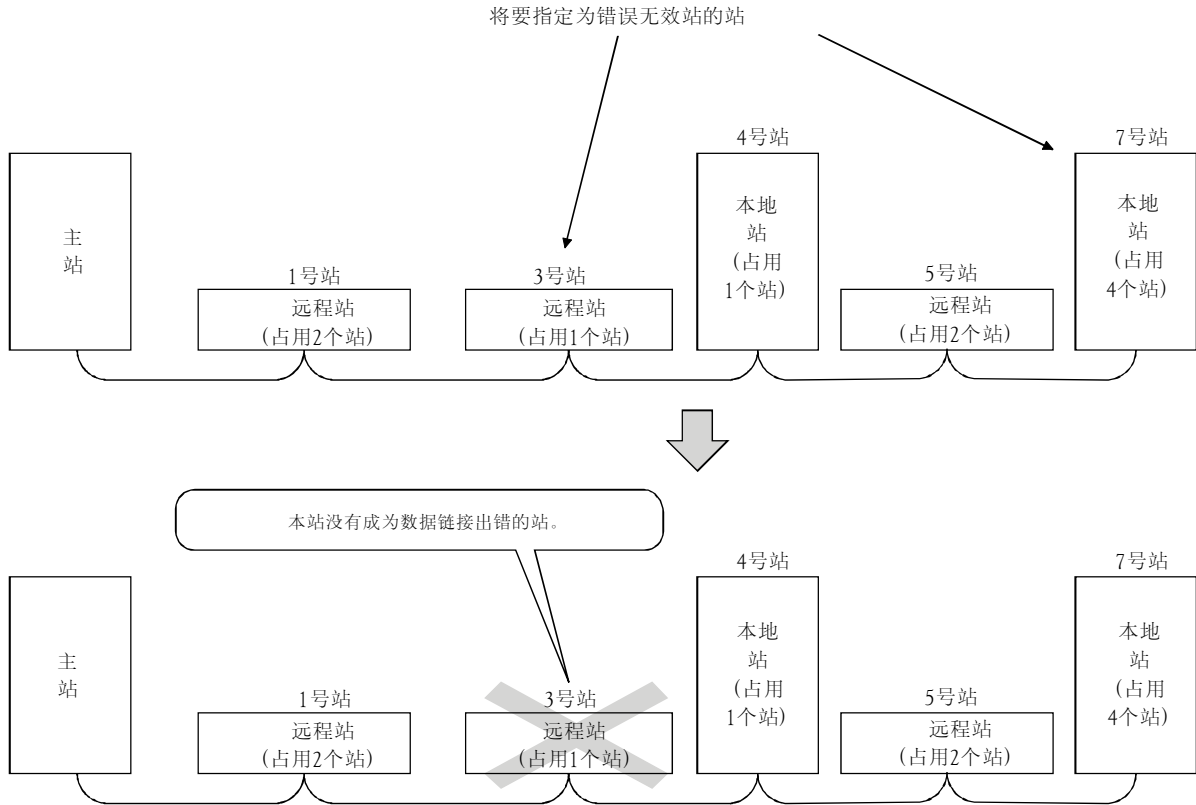 将要指定为错误无效站的站
4号站
7号站
主
站
本地
站
(占用
1个站)
本地
站
(占用
4个站)
1号站
3号站
5号站
远程站
(占用2个站)
远程站
(占用1个站)
远程站
(占用2个站)
本站没有成为数据链接出错的站。
4号站
7号站
主
站
本地
站
(占用
1个站)
本地
站
(占用
4个站)
1号站
3号站
5号站
远程站
(占用2个站)
远程站
(占用1个站)
远程站
(占用2个站)